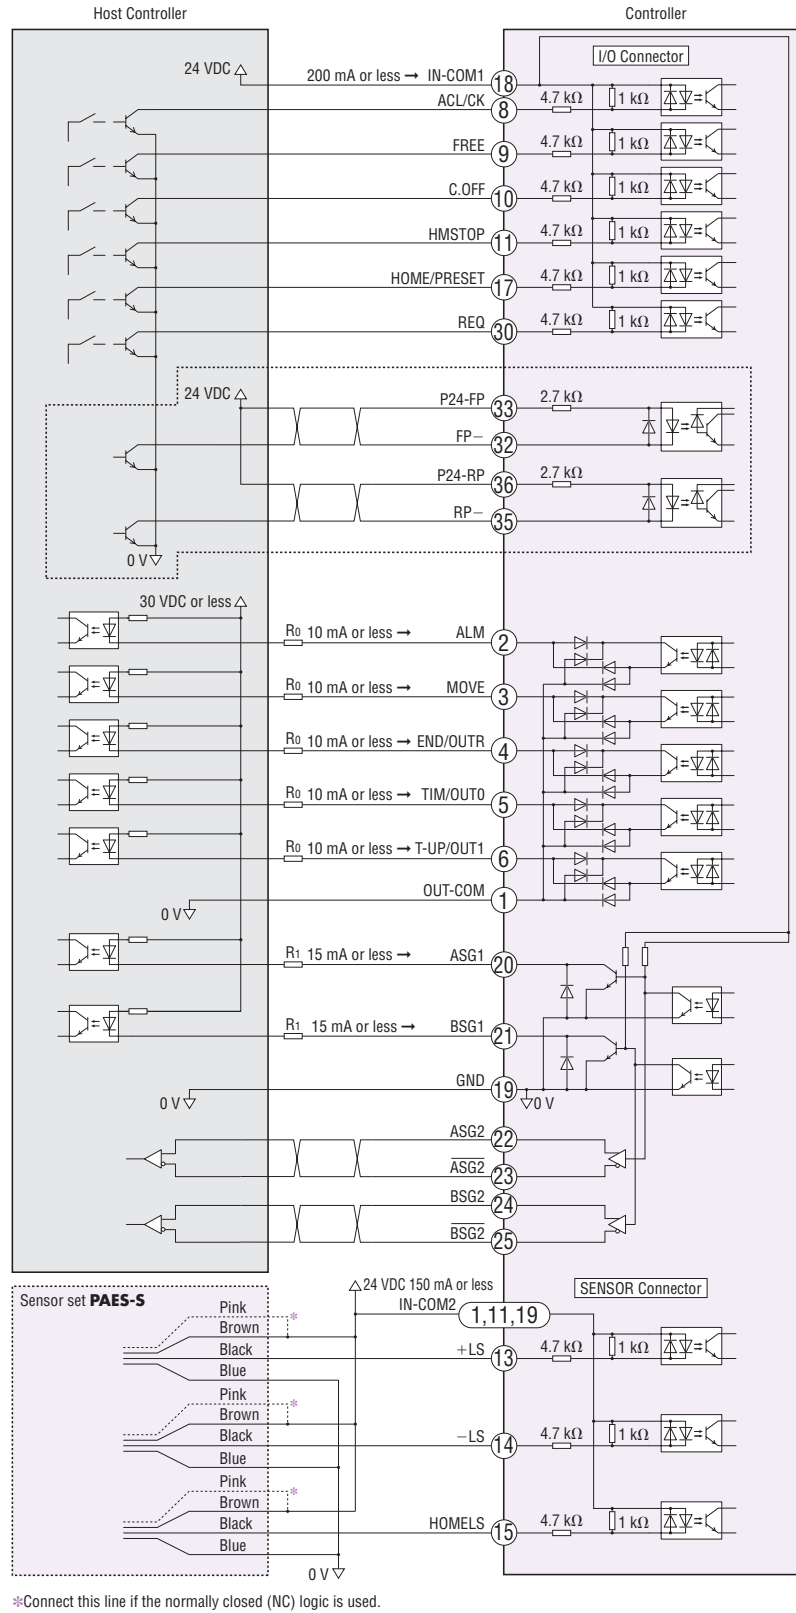 Host Controller
Controller
I/O Connector
24 VDC
200 mA or less → IN-COM1
18
ACL/CK
8
4.7 kΩ
1 kΩ
FREE
9
4.7 kΩ
1 kΩ
C.OFF
10
4.7 kΩ
1 kΩ
HMSTOP
11
4.7 kΩ
1 kΩ
HOME/PRESET
17
4.7 kΩ
1 kΩ
REQ
30
4.7 kΩ
1 kΩ
24 VDC
P24-FP
33
2.7 kΩ
FP−
32
P24-RP
36
2.7 kΩ
RP−
35
0 V
30 VDC or less
R0 10 mA or less → ALM
2
R0 10 mA or less → MOVE
3
R0 10 mA or less → END/OUTR
4
R0 10 mA or less → TIM/OUT0
5
R0 10 mA or less → T-UP/OUT1
6
OUT-COM
1
0 V
R1 15 mA or less → ASG1
20
R1 15 mA or less → BSG1
21
GND
19
0 V
0 V
ASG2
22
ASG2
23
BSG2
24
BSG2
25
Sensor set PAES-S
24 VDC 150 mA or less
IN-COM2
1,11,19
SENSOR Connector
Pink
*
Brown
Black
+LS
13
4.7 kΩ
1 kΩ
Blue
Pink
*
Brown
Black
−LS
14
4.7 kΩ
1 kΩ
Blue
Pink
*
Brown
Black
HOMELS
15
4.7 kΩ
1 kΩ
Blue
0 V
*Connect this line if the normally closed (NC) logic is used.